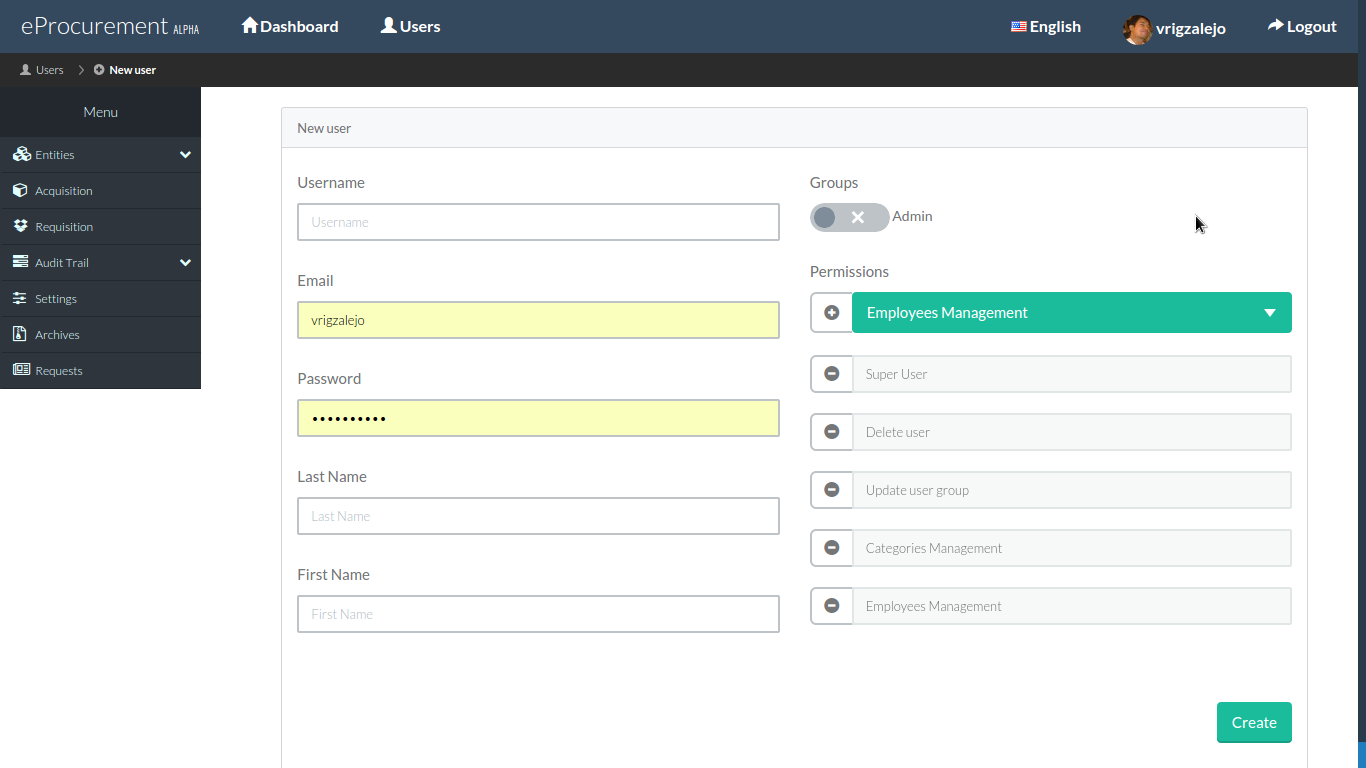 eProcurement ALPHA
Dashboard
Users
English
vrigzalejo
Logout
Users
New user
Menu
Entities
Acquisition
Requisition
Audit Trail
Settings
Archives
Requests
New user
Username
Username
Email
vrigzalejo
Password
••••••••••
Last Name
Last Name
First Name
First Name
Groups
Admin
Permissions
Employees Management
Super User
Delete user
Update user group
Categories Management
Employees Management
Create